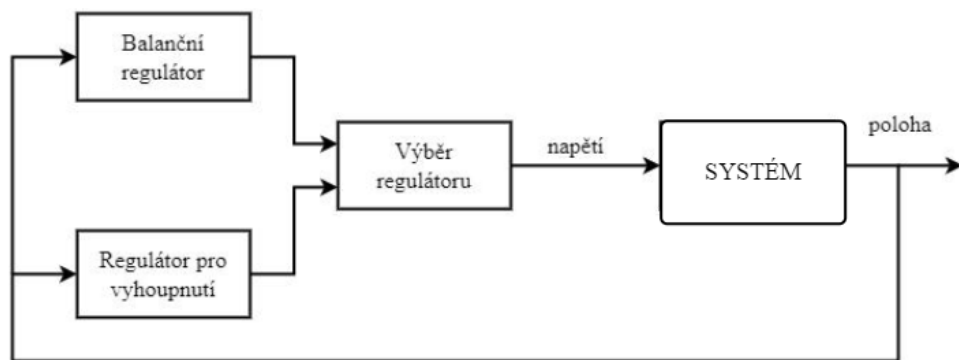 Balanční
regulátor
Výběr
regulátoru
napětí
SYSTÉM
poloha
Regulátor pro
vyhoupnutí